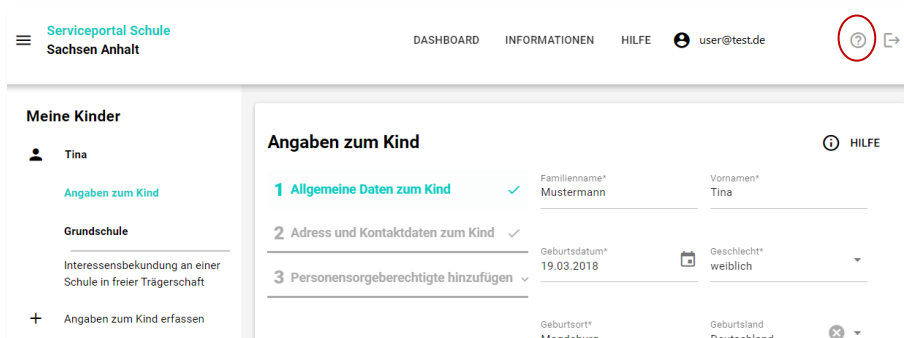 Serviceportal Schule
Sachsen Anhalt
DASHBOARD INFORMATIONEN HILFE user@test.de
Meine Kinder
Tina
Angaben zum Kind
Grundschule
Interessensbekundung an einer
Schule in freier Trägerschaft
+ Angaben zum Kind erfassen
Angaben zum Kind
HILFE
1 Allgemeine Daten zum Kind
2 Adress und Kontaktdaten zum Kind
3 Personensorgeberechtigte hinzufügen
Familienname*
Mustermann
Vornamen*
Tina
Geburtsdatum*
19.03.2018
Geschlecht*
weiblich
Geburtsort*
Magdeburg
Geburtsland
Deutschland